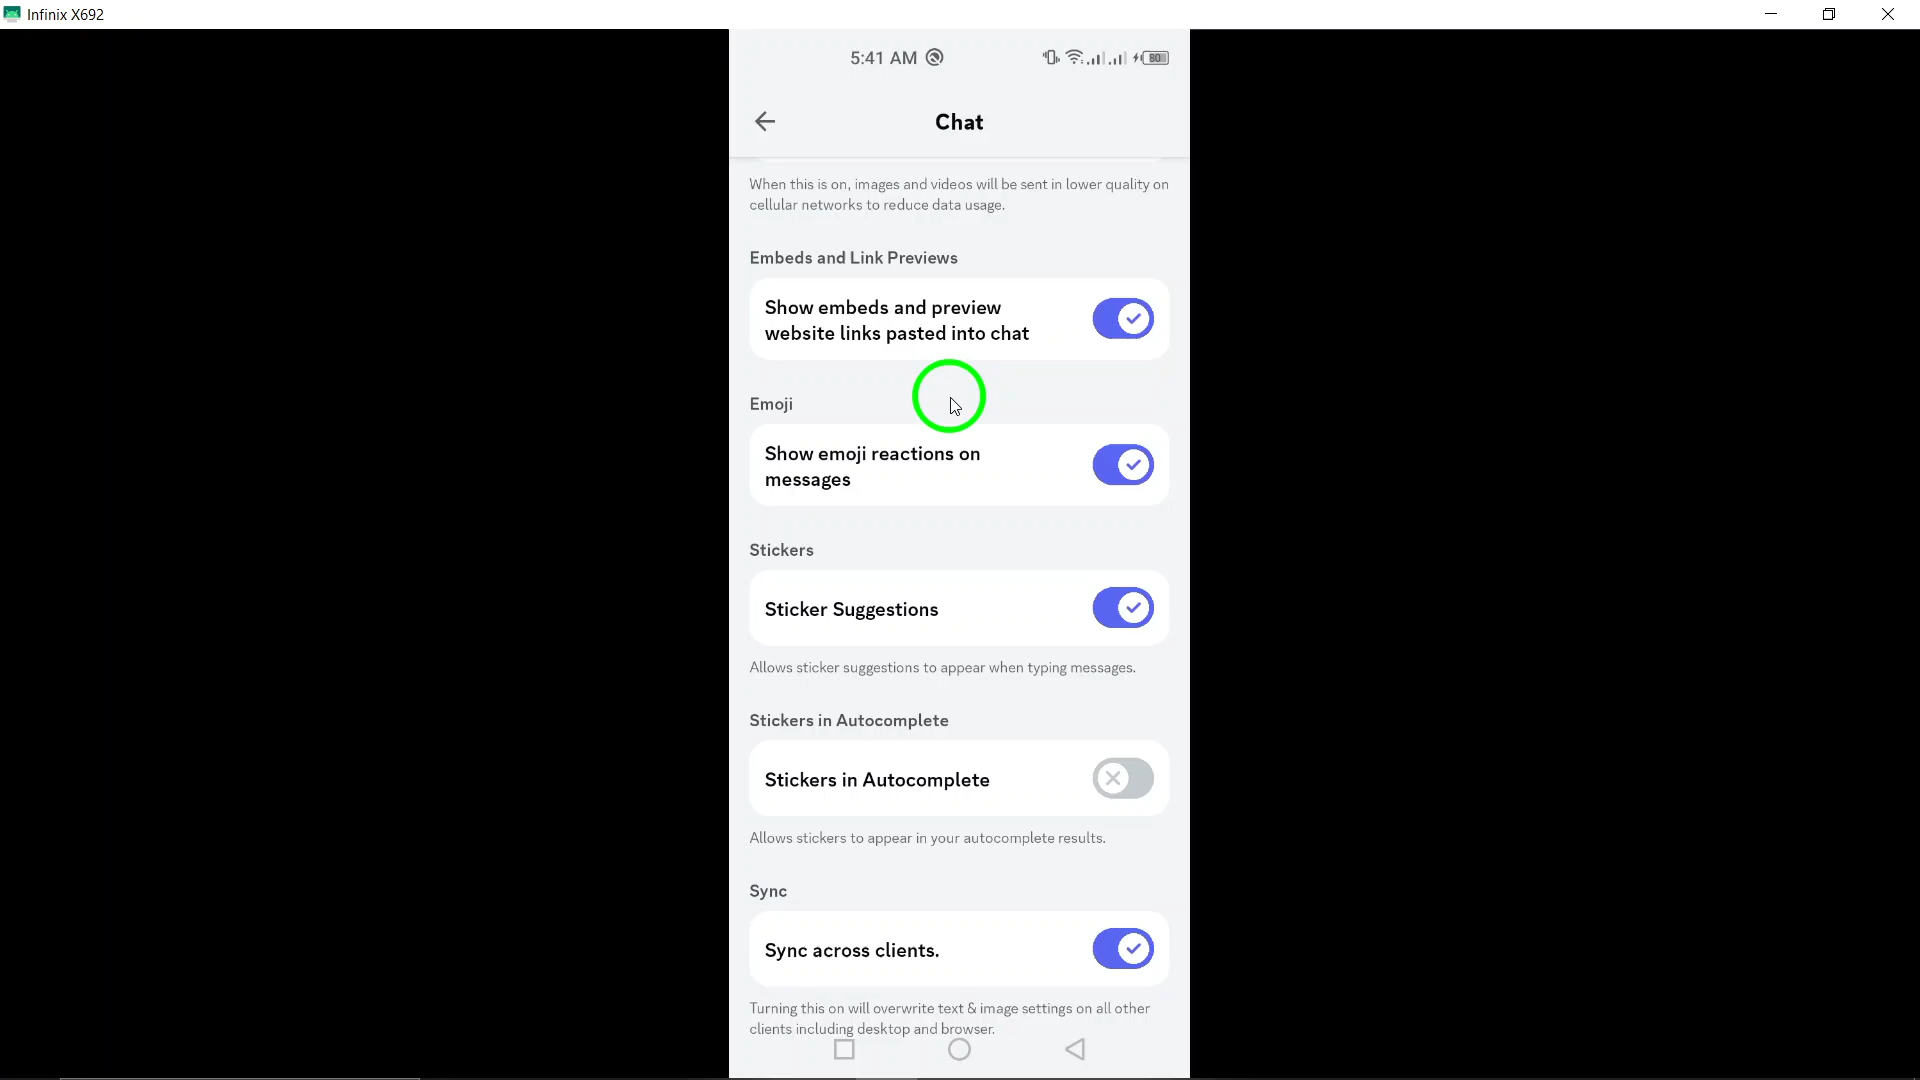 Infinix X692
5:41 AM
80
Chat
When this is on, images and videos will be sent in lower quality on
cellular networks to reduce data usage.
Embeds and Link Previews
Show embeds and preview
website links pasted into chat
Emoji
Show emoji reactions on
messages
Stickers
Sticker Suggestions
Allows sticker suggestions to appear when typing messages.
Stickers in Autocomplete
Stickers in Autocomplete
Allows stickers to appear in your autocomplete results.
Sync
Sync across clients.
Turning this on will overwrite text & image settings on all other
clients including desktop and browser.